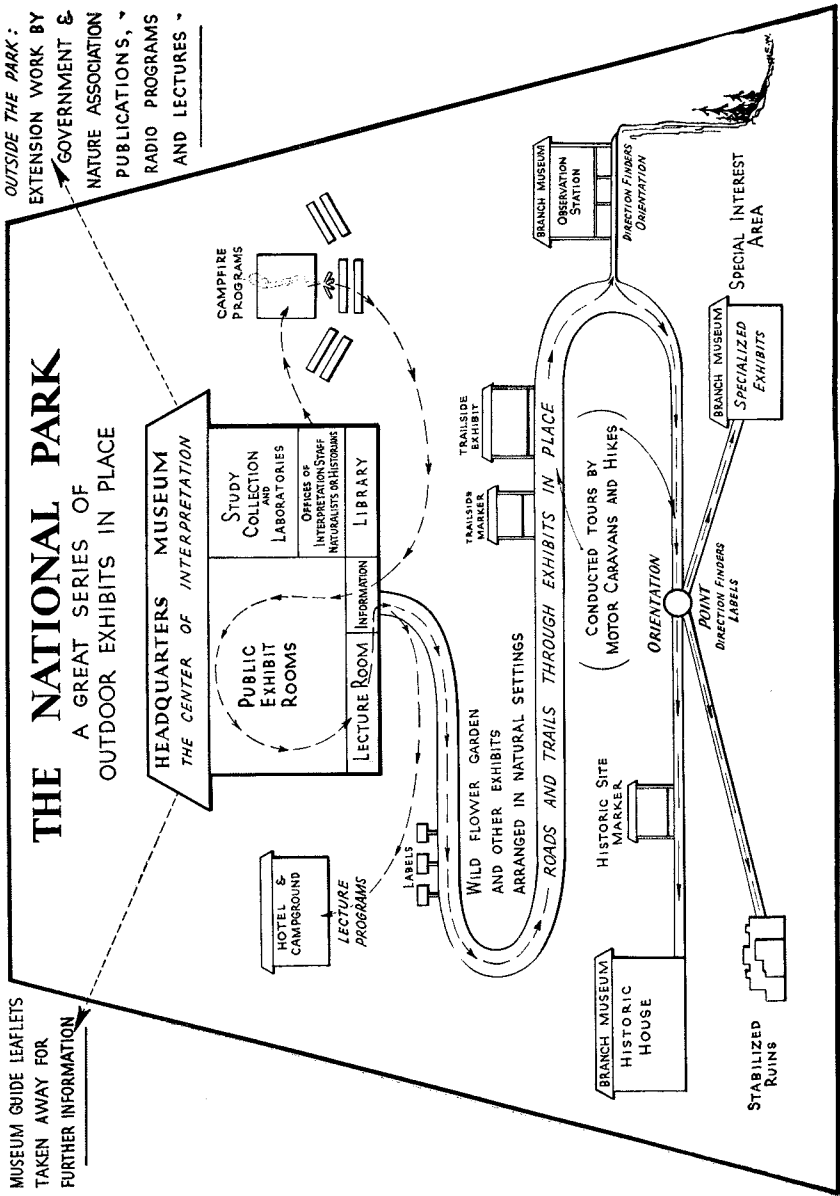 THE NATIONAL PARK
A GREAT SERIES OF
OUTDOOR EXHIBITS IN PLACE
MUSEUM GUIDE LEAFLETS
TAKEN AWAY FOR
FURTHER INFORMATION
OUTSIDE THE PARK:
EXTENSION WORK BY
GOVERNMENT &
NATURE ASSOCIATION
PUBLICATIONS,
RADIO PROGRAMS
AND LECTURES
HEADQUARTERS MUSEUM
THE CENTER OF INTERPRETATION
PUBLIC
EXHIBIT
ROOMS
STUDY
COLLECTION
AND
LABORATORIES
OFFICES OF
INTERPRETATION STAFF
NATURALISTS OR HISTORIANS
LECTURE ROOM
INFORMATION
LIBRARY
CAMPFIRE
PROGRAMS
HOTEL &
CAMPGROUND
LECTURE
PROGRAMS
LABELS
WILD FLOWER GARDEN
AND OTHER EXHIBITS
ARRANGED IN NATURAL SETTINGS
TRAILSIDE
MARKER
TRAILSIDE
EXHIBIT
ROADS AND TRAILS THROUGH EXHIBITS IN PLACE
BRANCH MUSEUM
OBSERVATION
STATION
DIRECTION FINDERS
ORIENTATION
(CONDUCTED TOURS BY
MOTOR CARAVANS AND HIKES)
HISTORIC SITE
MARKER
ORIENTATION
POINT
DIRECTION FINDERS
LABELS
BRANCH MUSEUM
HISTORIC
HOUSE
STABILIZED
RUINS
BRANCH MUSEUM
SPECIALIZED
EXHIBITS
SPECIAL INTEREST
AREA